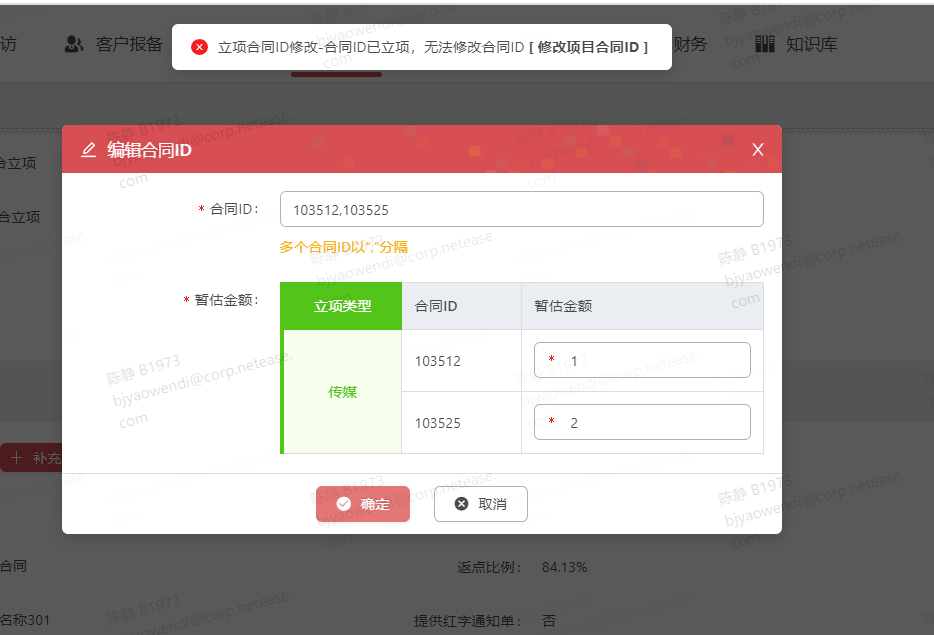 访
客户报备
财务
知识库
立项合同ID修改-合同ID已立项，无法修改合同ID [ 修改项目合同ID ]
合立项
合立项
编辑合同ID
X
* 合同ID：
103512,103525
多个合同ID以“,”分隔
* 暂估金额：
立项类型
合同ID
暂估金额
传媒
103512
* 1
103525
* 2
补充
确定
取消
合同
返点比例： 84.13%
名称301
提供红字通知单： 否
陈静 B1973
bjyaowendi@corp.netease.
com